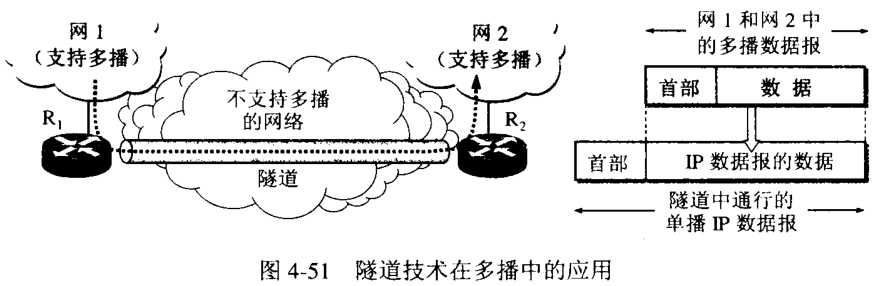 网 1
（支持多播）
网 2
（支持多播）
不支持多播
的网络
R1
R2
隧道
网 1 和网 2 中
的多播数据报
首部
数 据
首部
IP 数据报的数据
隧道中通行的
单播 IP 数据报
图 4-51 隧道技术在多播中的应用